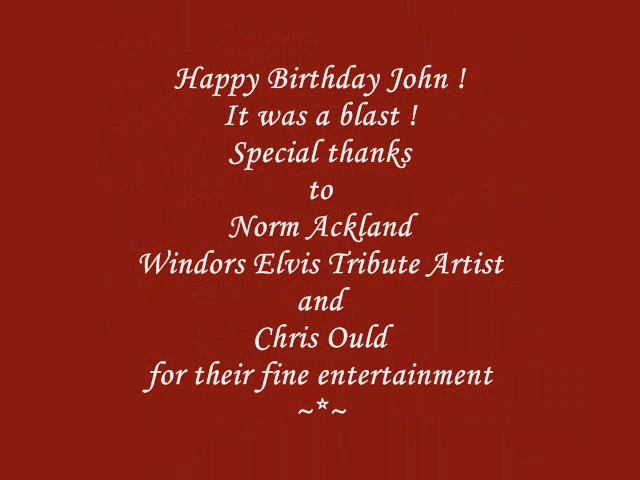 Happy Birthday John !
It was a blast !
Special thanks
to
Norm Ackland
Windors Elvis Tribute Artist
and
Chris Ould
for their fine entertainment
~*~